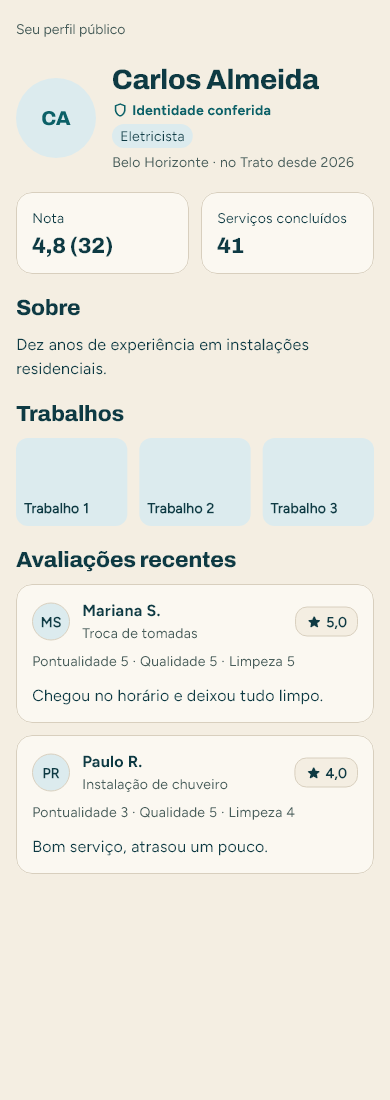 Seu perfil público
CA
Carlos Almeida
Identidade conferida
Eletricista
Belo Horizonte · no Trato desde 2026
Nota
4,8 (32)
Serviços concluídos
41
Sobre
Dez anos de experiência em instalações
residenciais.
Trabalhos
Trabalho 1
Trabalho 2
Trabalho 3
Avaliações recentes
MS
Mariana S.
Troca de tomadas
5,0
Pontualidade 5 · Qualidade 5 · Limpeza 5
Chegou no horário e deixou tudo limpo.
PR
Paulo R.
Instalação de chuveiro
4,0
Pontualidade 3 · Qualidade 5 · Limpeza 4
Bom serviço, atrasou um pouco.